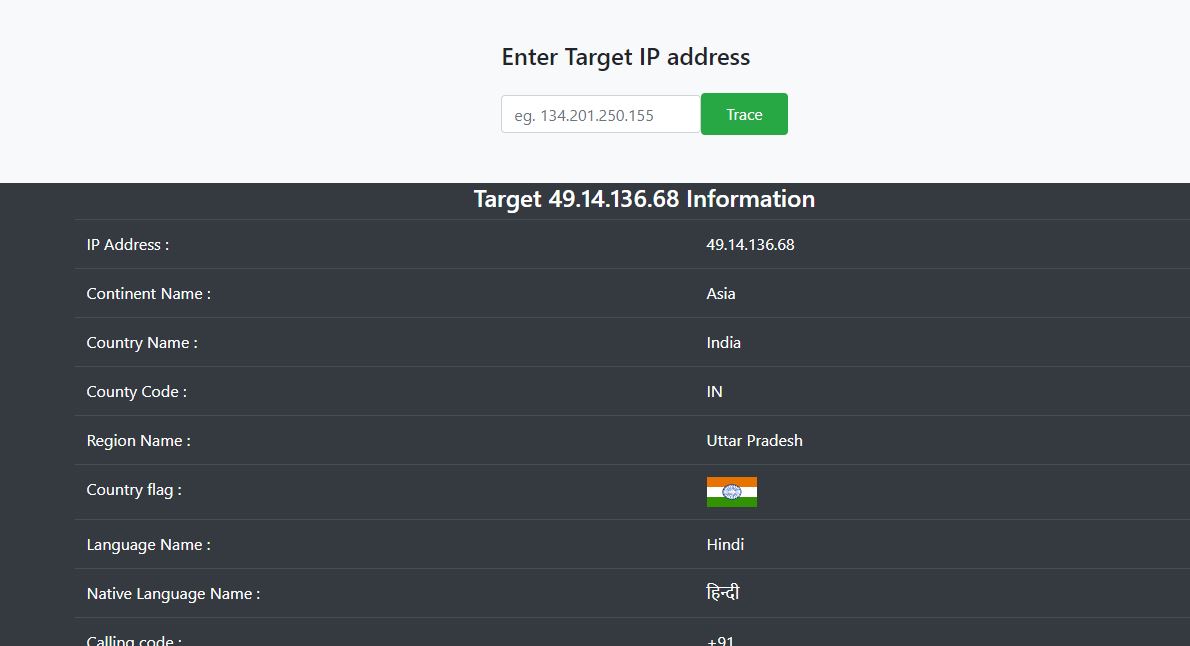 Enter Target IP address
eg. 134.201.250.155 Trace
Target 49.14.136.68 Information
IP Address : 49.14.136.68
Continent Name : Asia
Country Name : India
County Code : IN
Region Name : Uttar Pradesh
Country flag :
Language Name : Hindi
Native Language Name : हिन्दी
Calling code : +91